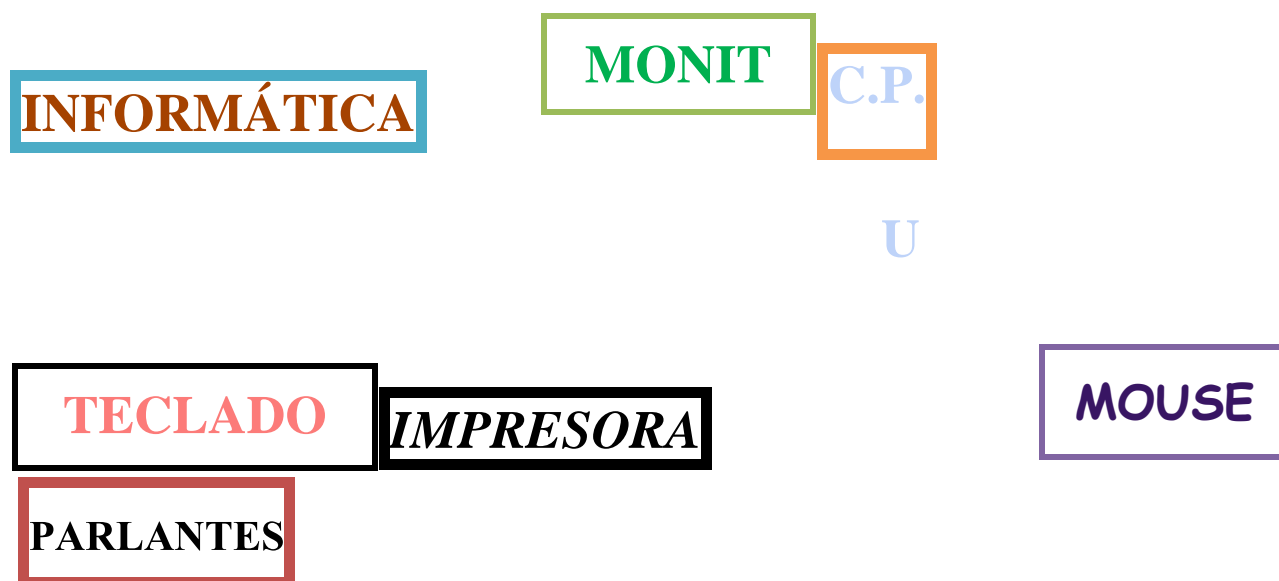 INFORMÁTICA
MONIT
C.P.
U
TECLADO
IMPRESORA
MOUSE
PARLANTES